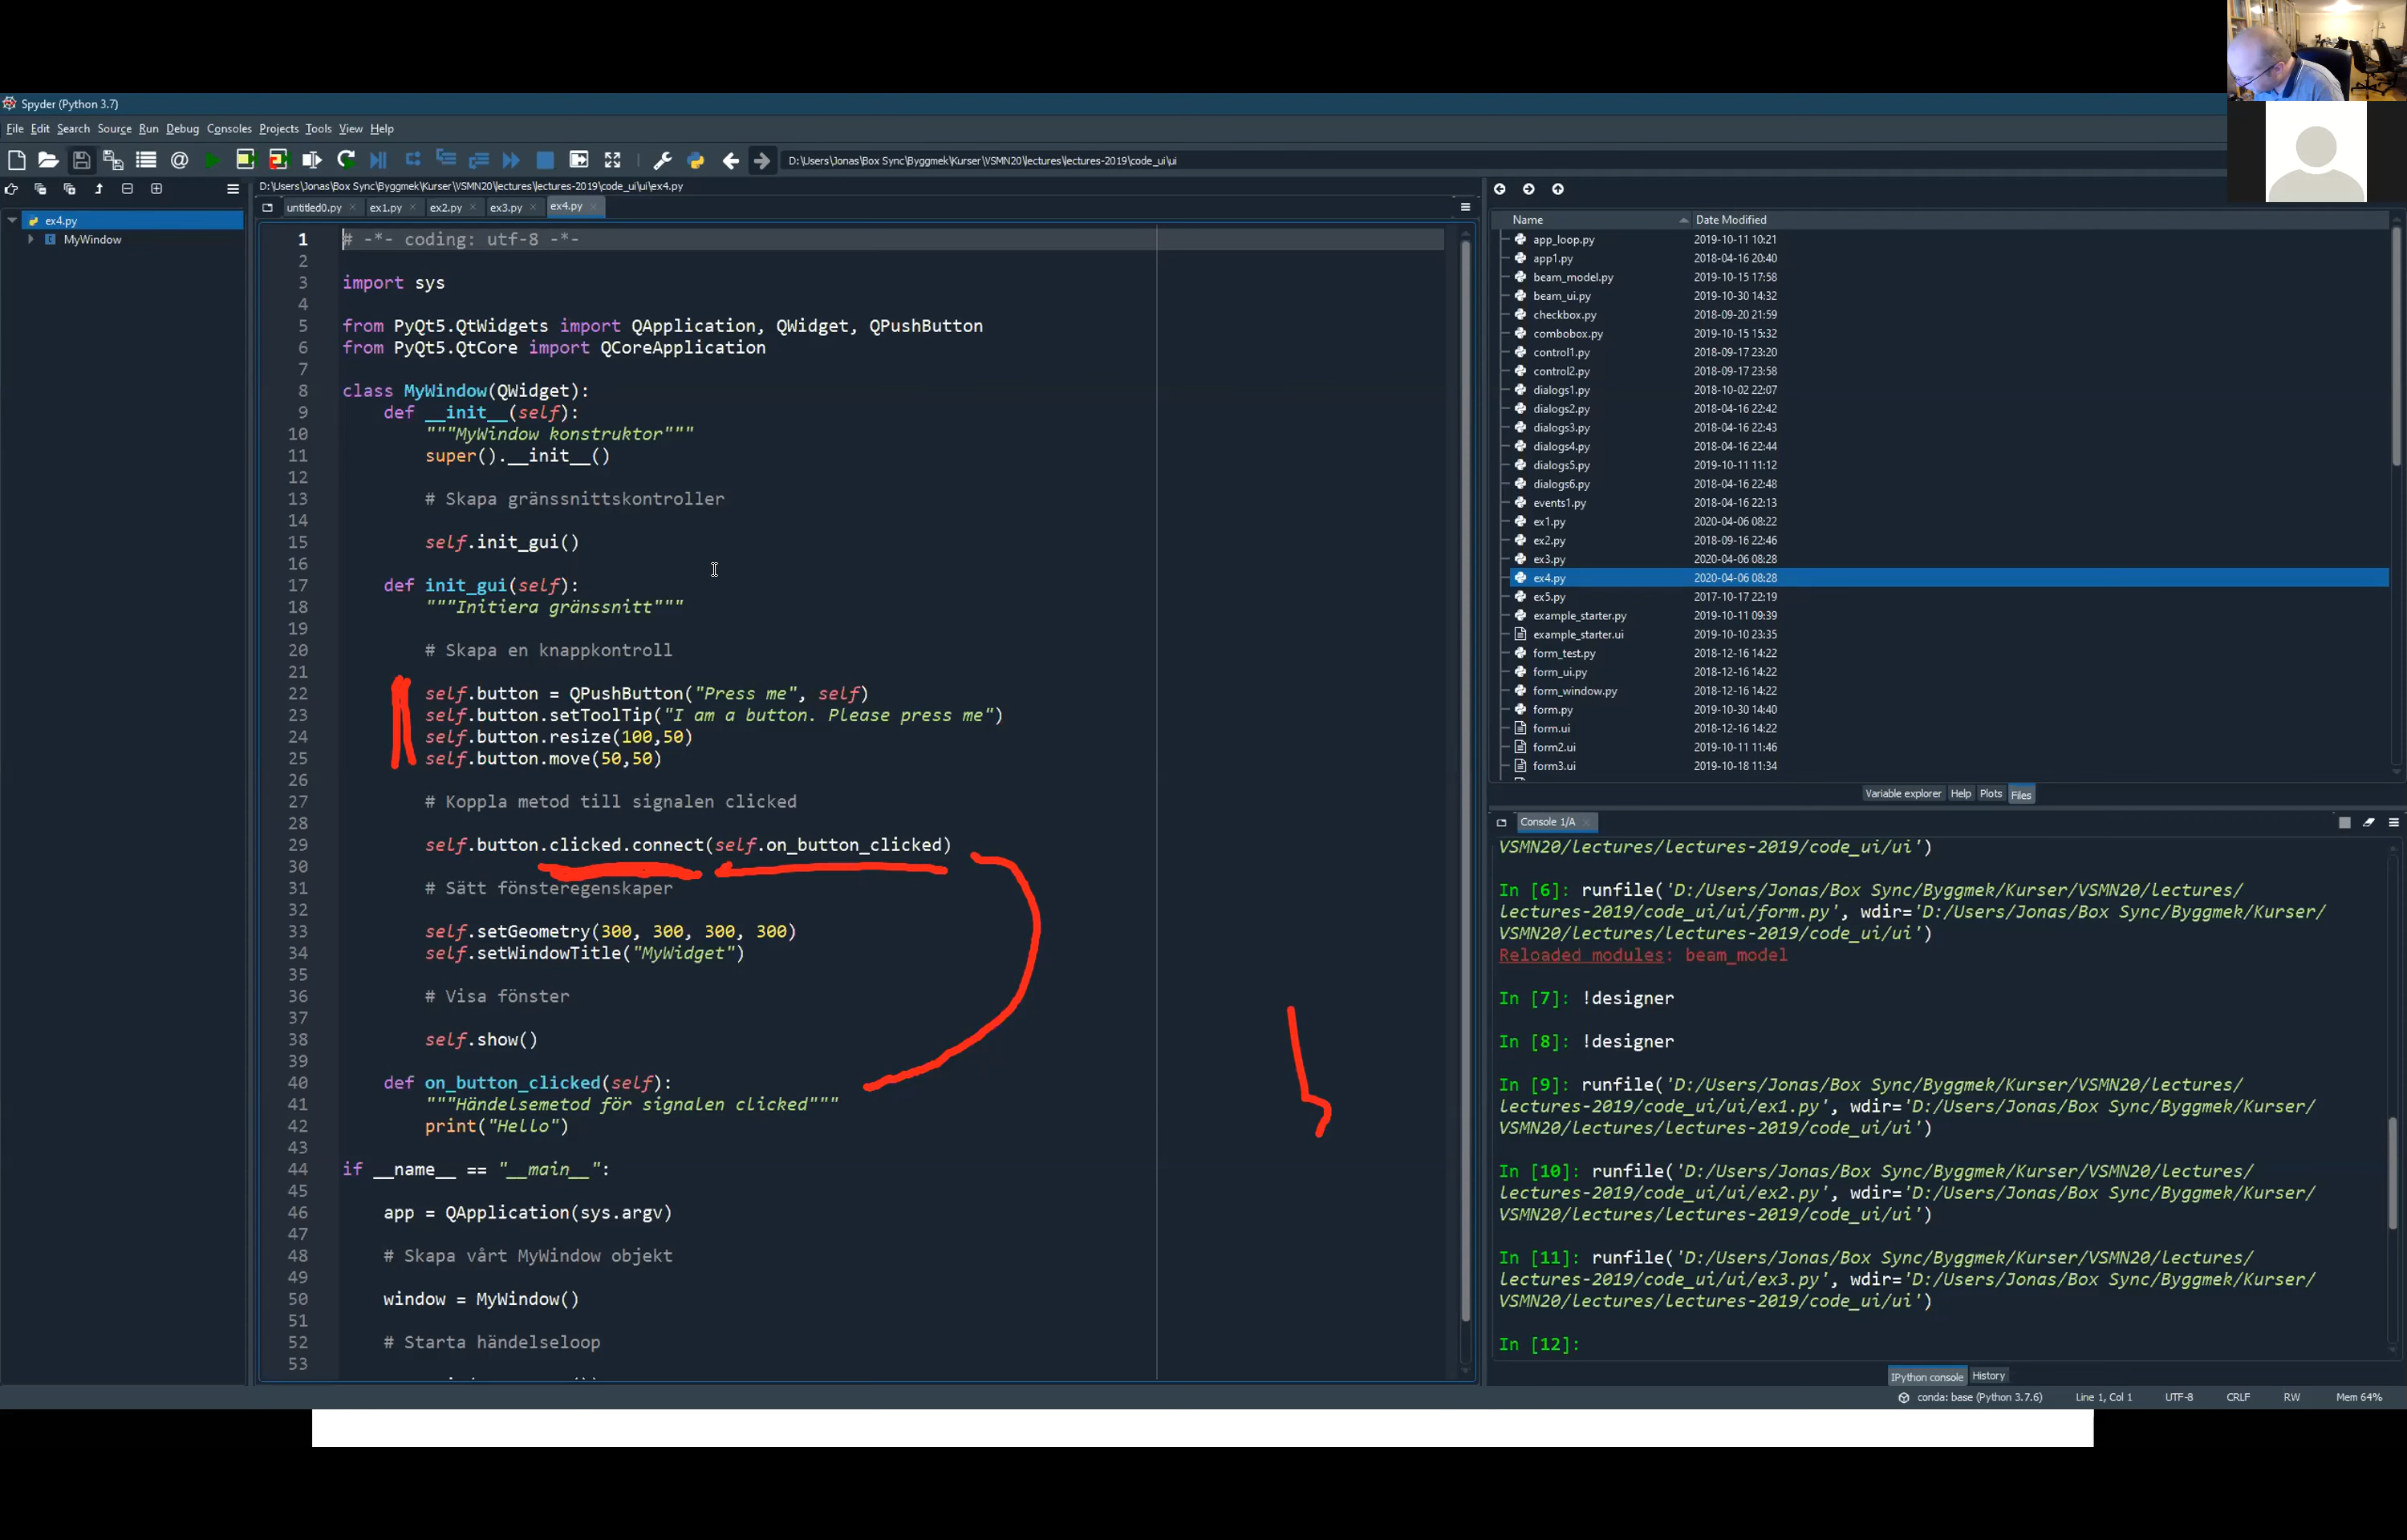 Spyder (Python 3.7)
File Edit Search Source Run Debug Consoles Projects Tools View Help
D:\Users\Jonas\Box Sync\Byggmek\Kurser\VSMN20\lectures\lectures-2019\code_ui\ui
D:\Users\Jonas\Box Sync\Byggmek\Kurser\VSMN20\lectures\lectures-2019\code_ui\ui\ex4.py
untitled0.py ex1.py ex2.py ex3.py ex4.py
ex4.py
MyWindow
1 # -*- coding: utf-8 -*-
2
3 import sys
4
5 from PyQt5.QtWidgets import QApplication, QWidget, QPushButton
6 from PyQt5.QtCore import QCoreApplication
7
8 class MyWindow(QWidget):
9 def __init__(self):
10 """MyWindow konstruktor"""
11 super().__init__()
12
13 # Skapa gränssnittskontroller
14
15 self.init_gui()
16
17 def init_gui(self):
18 """Initiera gränssnitt"""
19
20 # Skapa en knappkontroll
21
22 self.button = QPushButton("Press me", self)
23 self.button.setToolTip("I am a button. Please press me")
24 self.button.resize(100,50)
25 self.button.move(50,50)
26
27 # Koppla metod till signalen clicked
28
29 self.button.clicked.connect(self.on_button_clicked)
30
31 # Sätt fönsteregenskaper
32
33 self.setGeometry(300, 300, 300, 300)
34 self.setWindowTitle("MyWidget")
35
36 # Visa fönster
37
38 self.show()
39
40 def on_button_clicked(self):
41 """Händelsemetod för signalen clicked"""
42 print("Hello")
43
44 if __name__ == "__main__":
45
46 app = QApplication(sys.argv)
47
48 # Skapa vårt MyWindow objekt
49
50 window = MyWindow()
51
52 # Starta händelseloop
53
Name Date Modified
app_loop.py 2019-10-11 10:21
app1.py 2018-04-16 20:40
beam_model.py 2019-10-15 17:58
beam_ui.py 2019-10-30 14:32
checkbox.py 2018-09-20 21:59
combobox.py 2019-10-15 15:32
control1.py 2018-09-17 23:20
control2.py 2018-09-17 23:58
dialogs1.py 2018-10-02 22:07
dialogs2.py 2018-04-16 22:42
dialogs3.py 2018-04-16 22:43
dialogs4.py 2018-04-16 22:44
dialogs5.py 2019-10-11 11:12
dialogs6.py 2018-04-16 22:48
events1.py 2018-04-16 22:13
ex1.py 2020-04-06 08:22
ex2.py 2018-09-16 22:46
ex3.py 2020-04-06 08:28
ex4.py 2020-04-06 08:28
ex5.py 2017-10-17 22:19
example_starter.py 2019-10-11 09:39
example_starter.ui 2019-10-10 23:35
form_test.py 2018-12-16 14:22
form_ui.py 2018-12-16 14:22
form_window.py 2018-12-16 14:22
form.py 2019-10-30 14:40
form.ui 2018-12-16 14:22
form2.ui 2019-10-11 11:46
form3.ui 2019-10-18 11:34
Variable explorer Help Plots Files
Console 1/A
VSMN20/lectures/lectures-2019/code_ui/ui')
In [6]: runfile('D:/Users/Jonas/Box Sync/Byggmek/Kurser/VSMN20/lectures/
lectures-2019/code_ui/ui/form.py', wdir='D:/Users/Jonas/Box Sync/Byggmek/Kurser/
VSMN20/lectures/lectures-2019/code_ui/ui')
Reloaded modules: beam_model
In [7]: !designer
In [8]: !designer
In [9]: runfile('D:/Users/Jonas/Box Sync/Byggmek/Kurser/VSMN20/lectures/
lectures-2019/code_ui/ui/ex1.py', wdir='D:/Users/Jonas/Box Sync/Byggmek/Kurser/
VSMN20/lectures/lectures-2019/code_ui/ui')
In [10]: runfile('D:/Users/Jonas/Box Sync/Byggmek/Kurser/VSMN20/lectures/
lectures-2019/code_ui/ui/ex2.py', wdir='D:/Users/Jonas/Box Sync/Byggmek/Kurser/
VSMN20/lectures/lectures-2019/code_ui/ui')
In [11]: runfile('D:/Users/Jonas/Box Sync/Byggmek/Kurser/VSMN20/lectures/
lectures-2019/code_ui/ui/ex3.py', wdir='D:/Users/Jonas/Box Sync/Byggmek/Kurser/
VSMN20/lectures/lectures-2019/code_ui/ui')
In [12]:
IPython console History
conda: base (Python 3.7.6) Line 1, Col 1 UTF-8 CRLF RW Mem 64%